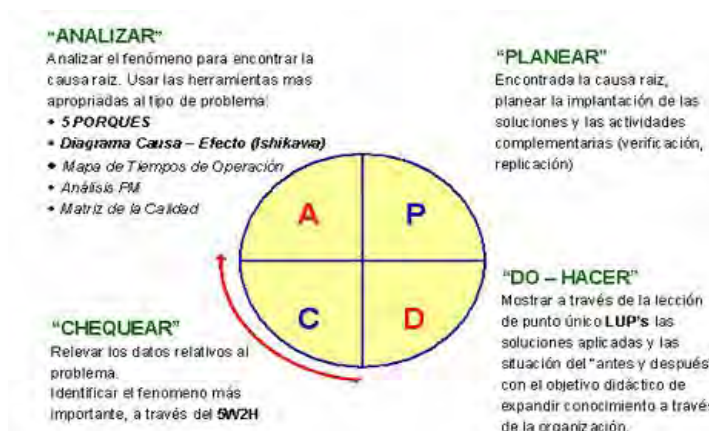 "ANALIZAR"
Analizar el fenómeno para encontrar la
causa raiz. Usar las herramientas mas
apropiadas al tipo de problema:
• 5 PORQUES
• Diagrama Causa – Efecto (Ishikawa)
• Mapa de Tiempos de Operación
• Análisis PM
• Matriz de la Calidad
"PLANEAR"
Encontrada la causa raiz,
planear la implantación de las
soluciones y las actividades
complementarias (verificación,
replicación)
A
P
C
D
"CHEQUEAR"
Relevar los datos relativos al
problema.
Identificar el fenomeno más
importante, a través del 5W2H
"DO – HACER"
Mostrar a través de la lección
de punto único LUP's las
soluciones aplicadas y las
situación del "antes y después
con el objetivo didáctico de
expandir conocimiento a través
de la organización.